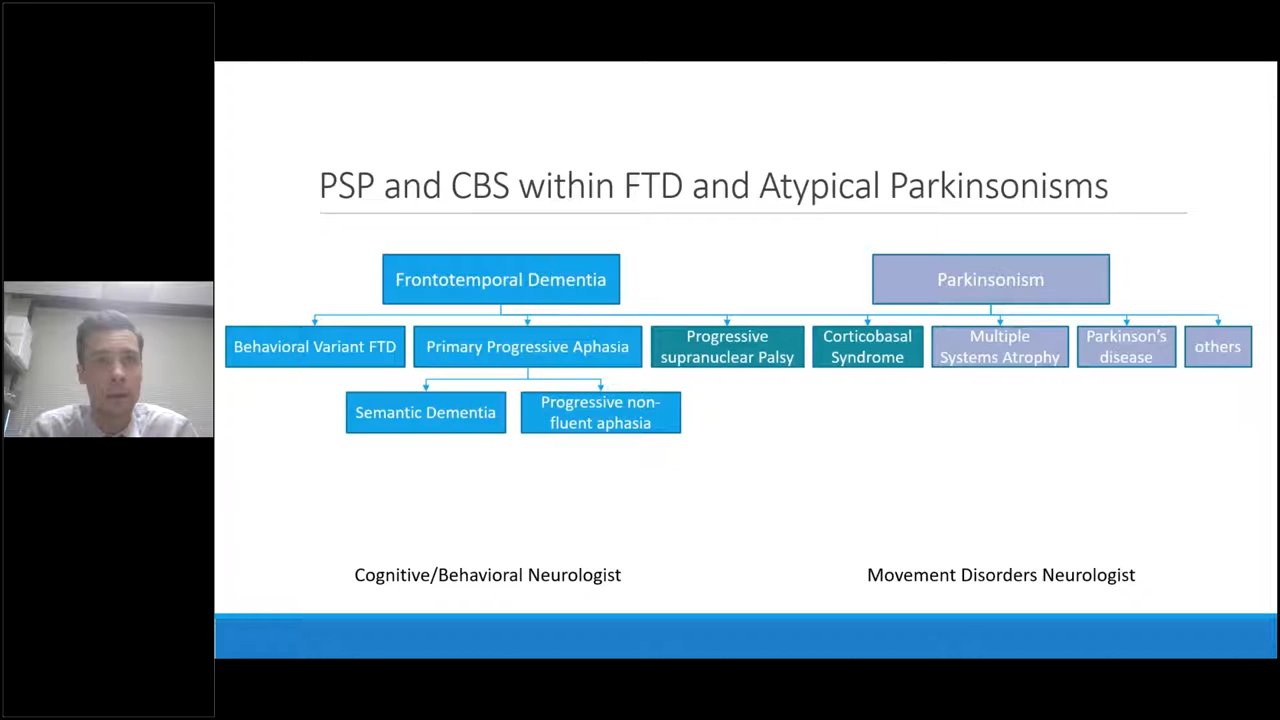 PSP and CBS within FTD and Atypical Parkinsonisms
Frontotemporal Dementia
Parkinsonism
Behavioral Variant FTD
Primary Progressive Aphasia
Progressive
supranuclear Palsy
Corticobasal
Syndrome
Multiple
Systems Atrophy
Parkinson's
disease
others
Semantic Dementia
Progressive non-
fluent aphasia
Cognitive/Behavioral Neurologist
Movement Disorders Neurologist